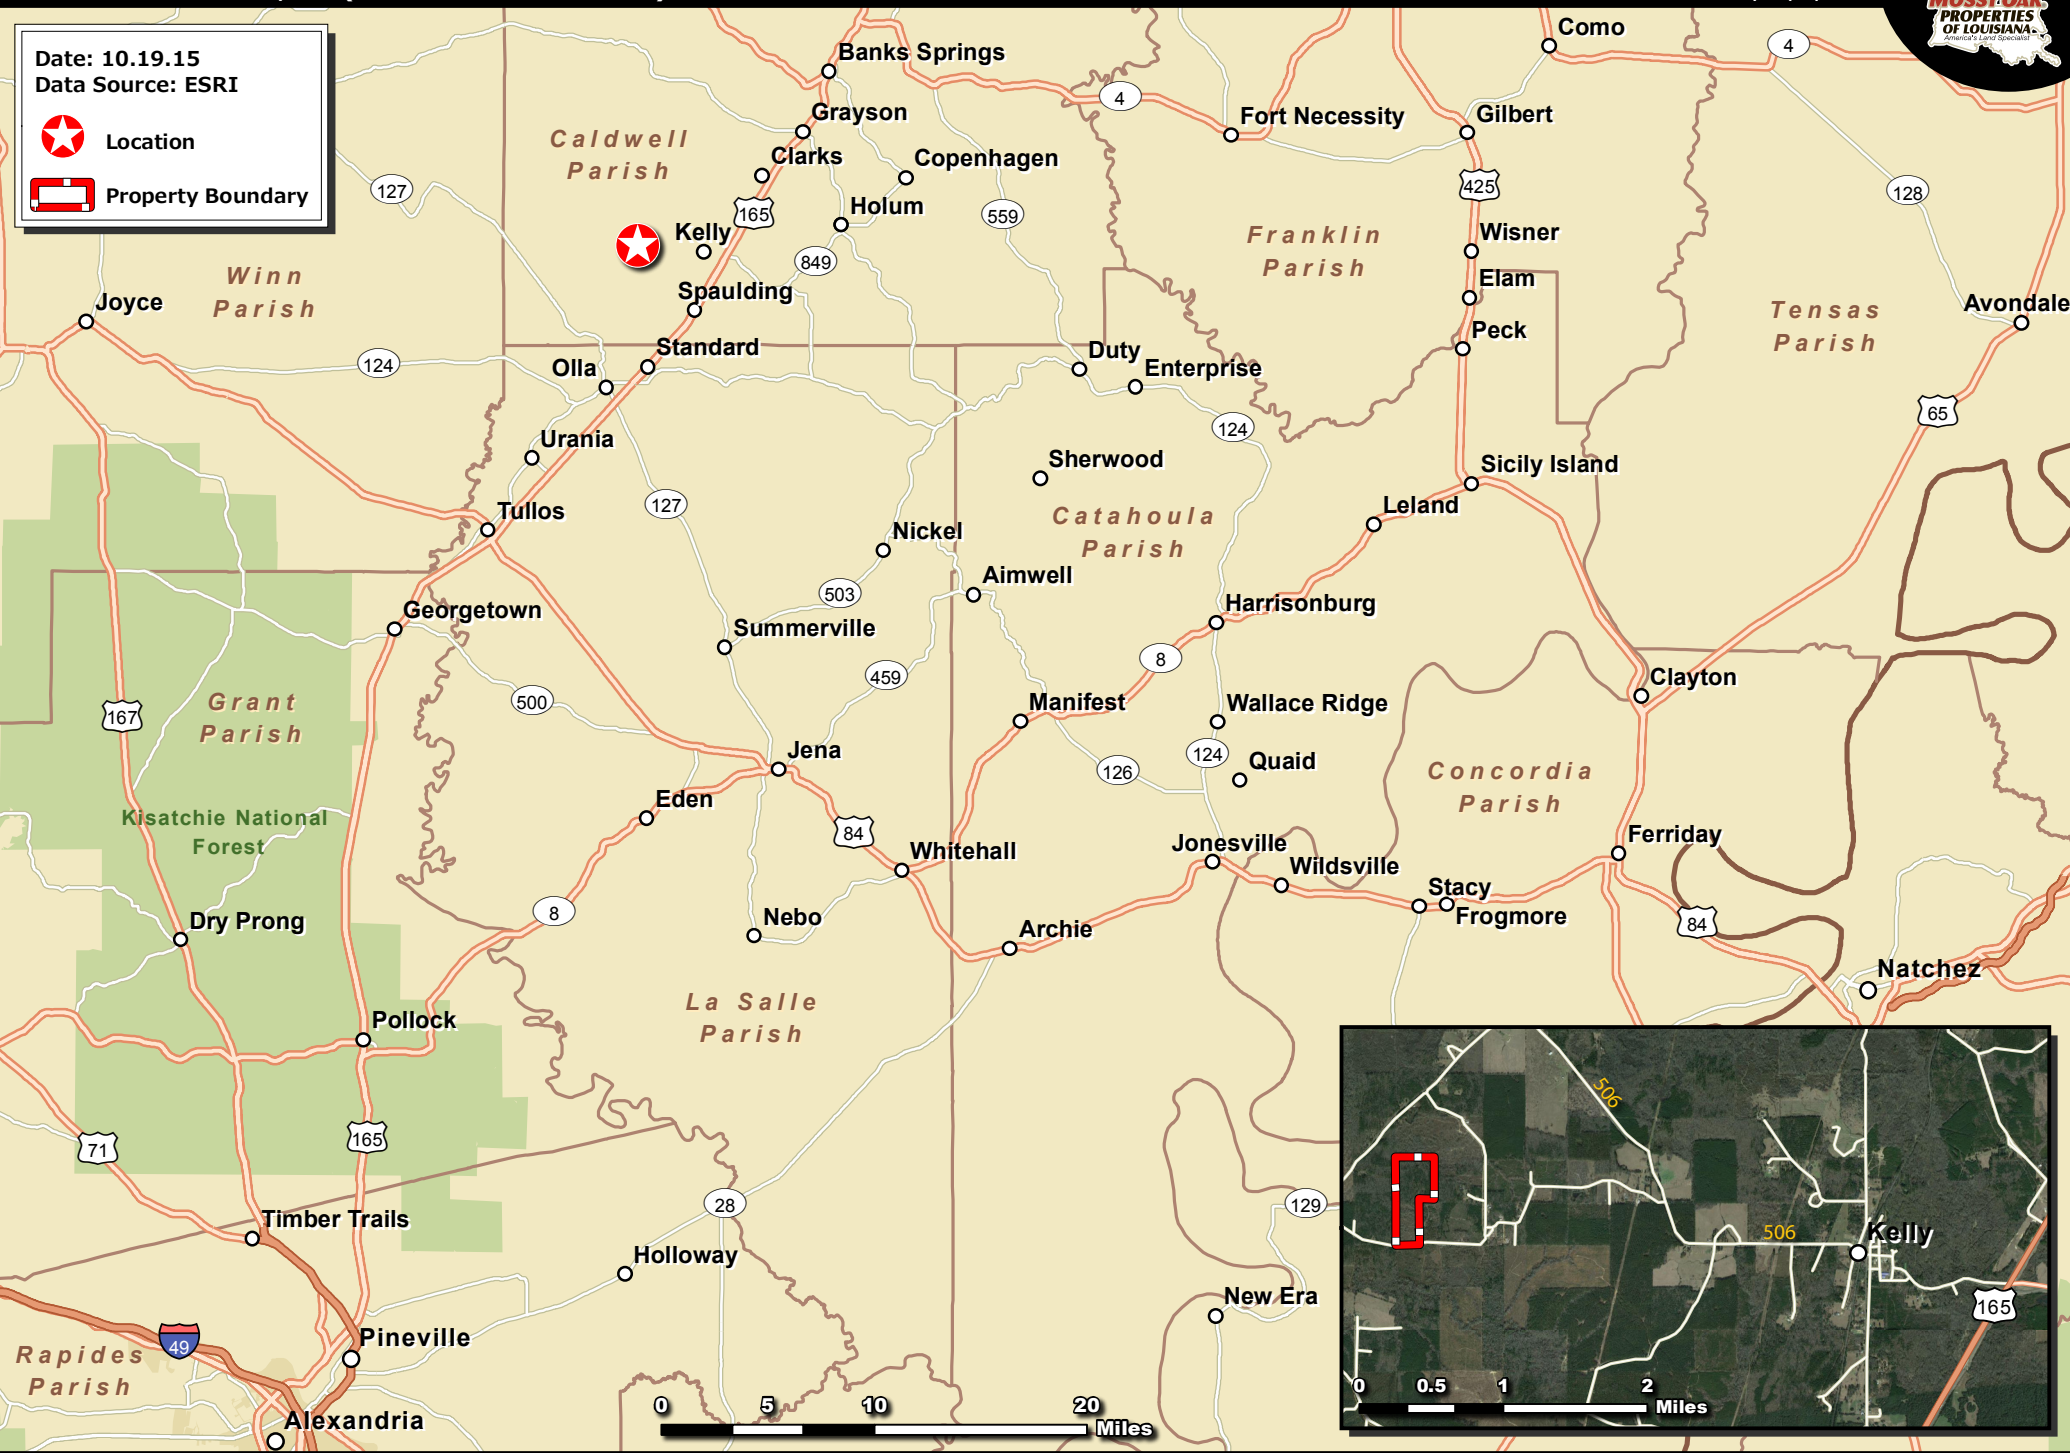 MOSSY OAK
PROPERTIES
OF LOUISIANA
America's Land Specialist
Date: 10.19.15
Data Source: ESRI
Location
Property Boundary
Banks Springs
Como
4
4
Grayson
Fort Necessity
Gilbert
Caldwell
Parish
Clarks
Copenhagen
127
425
128
165
Holum
559
Kelly
849
Wisner
Franklin
Parish
Elam
Winn
Parish
Joyce
Spaulding
Tensas
Parish
Avondale
Peck
124
Standard
Olla
Duty
Enterprise
65
124
Urania
Sherwood
Sicily Island
127
Tullos
Leland
Catahoula
Parish
Nickel
Aimwell
503
Georgetown
Harrisonburg
Summerville
8
459
Clayton
500
Grant
Parish
167
Manifest
Wallace Ridge
Jena
124
126
Quaid
Concordia
Parish
Eden
Kisatchie National
Forest
84
Whitehall
Jonesville
Ferriday
Wildsville
Stacy
Frogmore
8
Nebo
Dry Prong
Archie
84
Natchez
La Salle
Parish
Pollock
71
165
28
129
Timber Trails
Holloway
New Era
Pineville
49
Rapides
Parish
Alexandria
0 5 10 20
Miles
506
506
Kelly
165
0 0.5 1 2
Miles